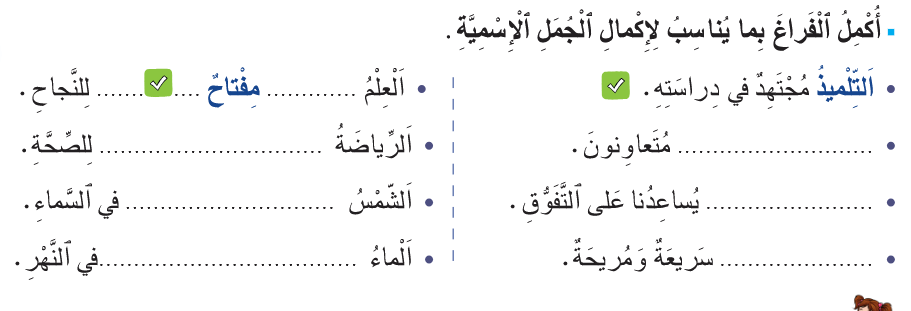 أُكْمِلُ ٱلْفَراغَ بِما يُناسِبُ لِإِكْمالِ ٱلْجُمَلِ ٱلْإِسْمِيَّةِ.
• اَلتِّلْميذُ مُجْتَهِدٌ في دِراسَتِهِ.
• .......................... مُتَعاوِنونَ.
• ...................... يُساعِدُنا عَلى ٱلتَّفَوُّقِ.
• .................... سَريعَةٌ وَمُريحَةٌ.
• اَلْعِلْمُ ............ مِفْتاحٌ ........... لِلنَّجاحِ.
• اَلرِّياضَةُ .............................. لِلصِّحَّةِ.
• اَلشَّمْسُ ............................ في ٱلسَّماءِ.
• اَلْماءُ ...................................في ٱلنَّهْرِ.